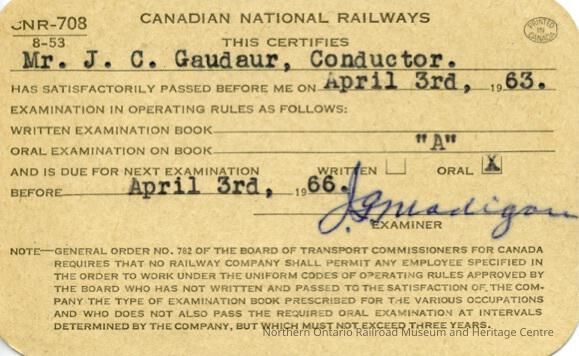 CNR-708
8-53
CANADIAN NATIONAL RAILWAYS
PRINTED IN CANADA
THIS CERTIFIES
Mr. J. C. Gaudaur, Conductor.
HAS SATISFACTORILY PASSED BEFORE ME ON April 3rd, 1963.
EXAMINATION IN OPERATING RULES AS FOLLOWS:
WRITTEN EXAMINATION ON BOOK
ORAL EXAMINATION ON BOOK "A"
AND IS DUE FOR NEXT EXAMINATION WRITTEN ORAL X
BEFORE April 3rd, 1966.
J. G. Madigan
EXAMINER
NOTE—GENERAL ORDER NO. 782 OF THE BOARD OF TRANSPORT COMMISSIONERS FOR CANADA
REQUIRES THAT NO RAILWAY COMPANY SHALL PERMIT ANY EMPLOYEE SPECIFIED IN
THE ORDER TO WORK UNDER THE UNIFORM CODES OF OPERATING RULES APPROVED BY
THE BOARD WHO HAS NOT WRITTEN AND PASSED TO THE SATISFACTION OF THE COM-
PANY THE TYPE OF EXAMINATION BOOK PRESCRIBED FOR THE VARIOUS OCCUPATIONS
AND WHO DOES NOT ALSO PASS THE REQUIRED ORAL EXAMINATION AT INTERVALS
DETERMINED BY THE COMPANY, BUT WHICH MUST NOT EXCEED THREE YEARS.
Northern Ontario Railroad Museum and Heritage Centre